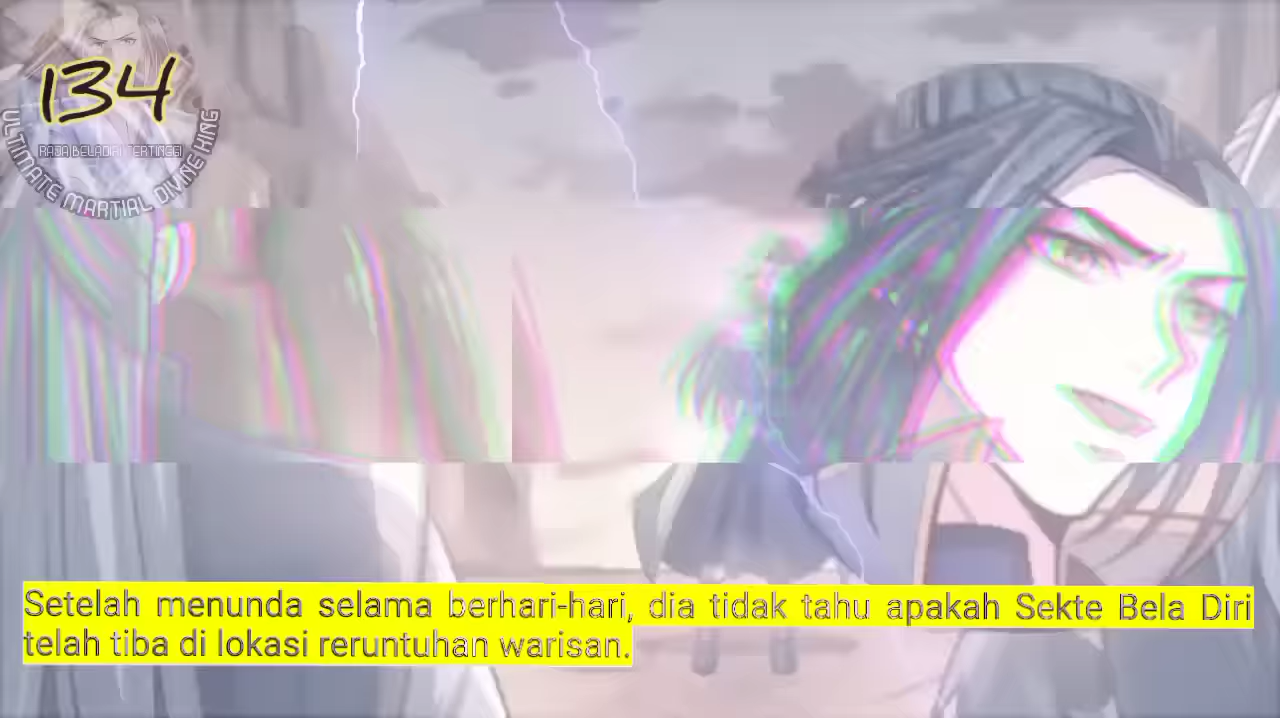 134
RAJA BELADIRI TERTINGGI
ULTIMATE MARTIAL DIVINE KING
Setelah menunda selama berhari-hari, dia tidak tahu apakah Sekte Bela Diri
telah tiba di lokasi reruntuhan warisan.